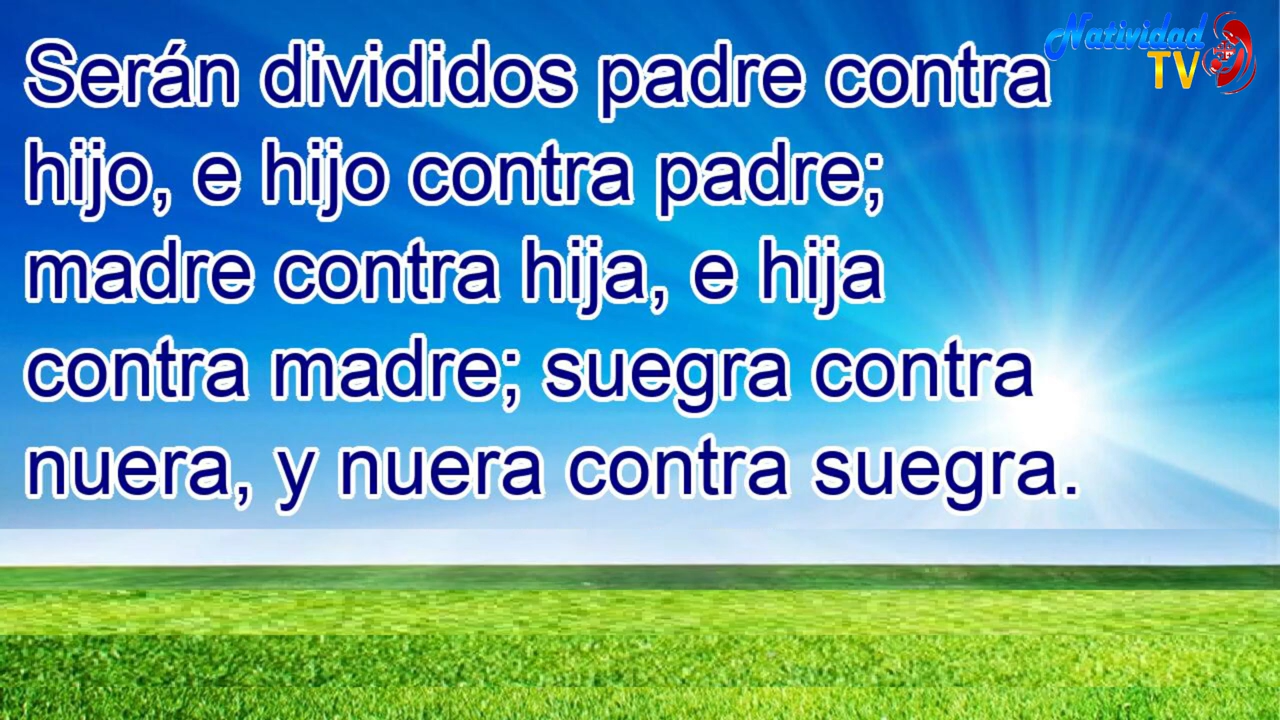 Natividad
TV
Serán divididos padre contra
hijo, e hijo contra padre;
madre contra hija, e hija
contra madre; suegra contra
nuera, y nuera contra suegra.